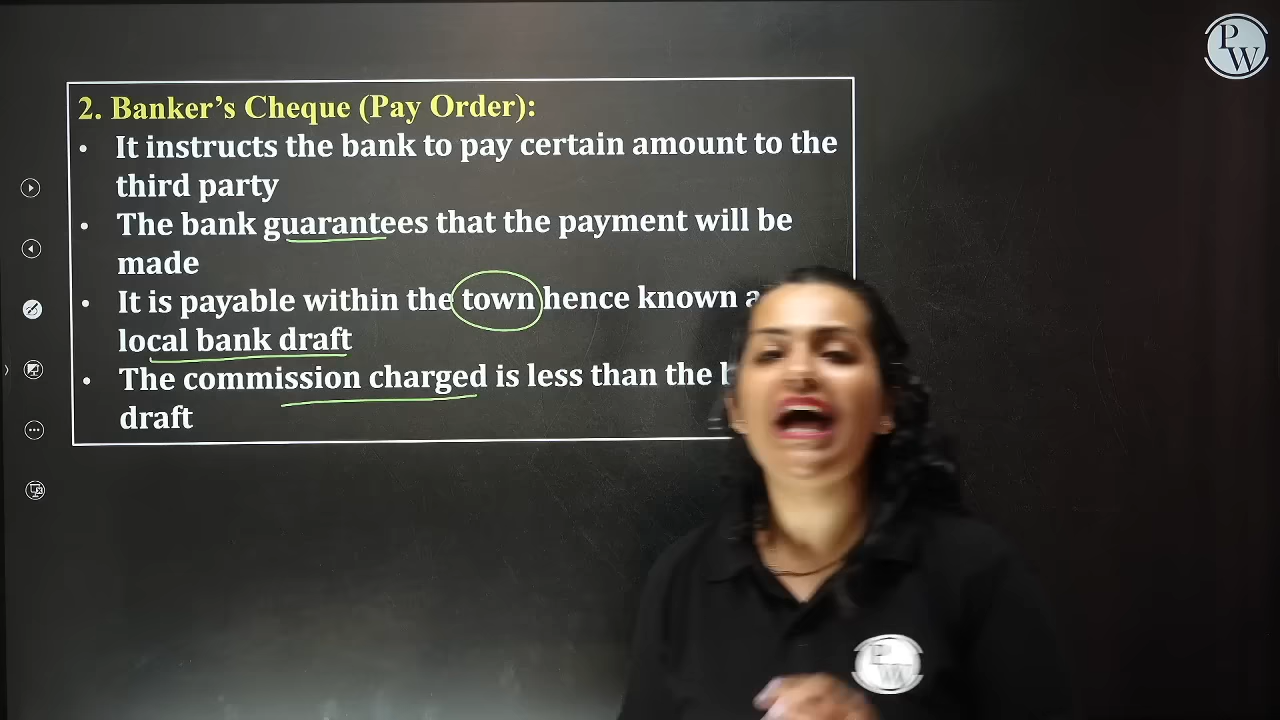 2. Banker’s Cheque (Pay Order):
• It instructs the bank to pay certain amount to the
third party
• The bank guarantees that the payment will be
made
• It is payable within the town hence known
local bank draft
• The commission charged is less than the
draft
PW
PW